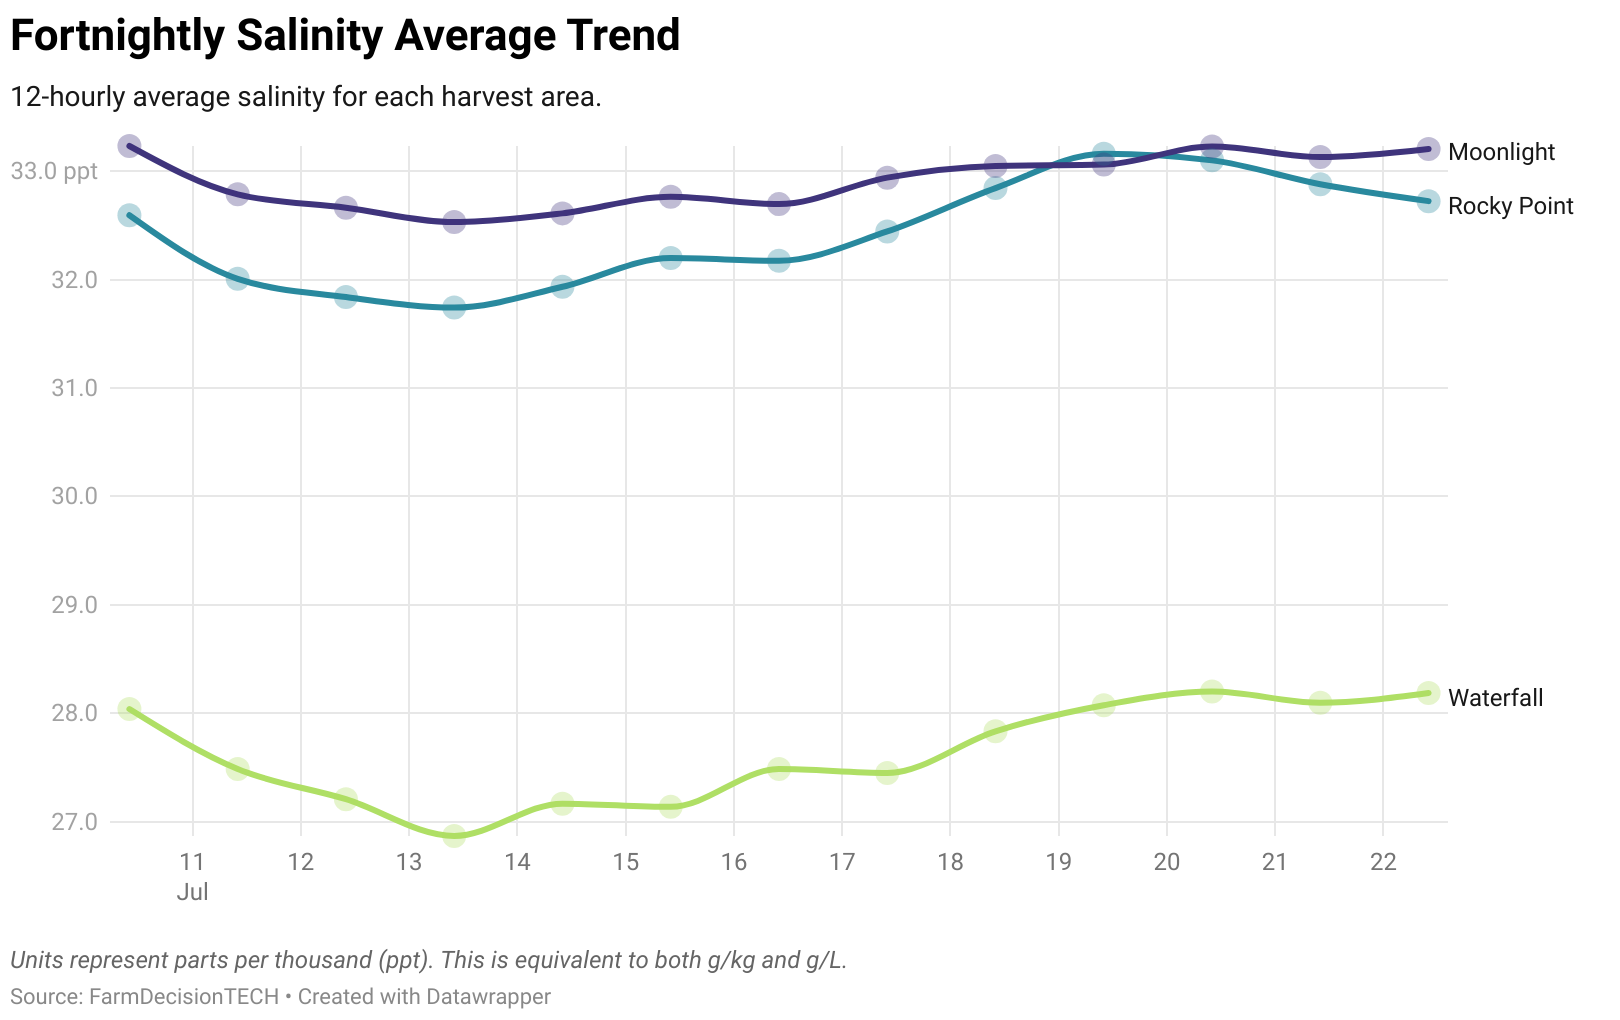 Fortnightly Salinity Average Trend
12-hourly average salinity for each harvest area.
33.0 ppt
32.0
31.0
30.0
29.0
28.0
27.0
Moonlight
Rocky Point
Waterfall
11 12 13 14 15 16 17 18 19 20 21 22
Jul
Units represent parts per thousand (ppt). This is equivalent to both g/kg and g/L.
Source: FarmDecisionTECH • Created with Datawrapper